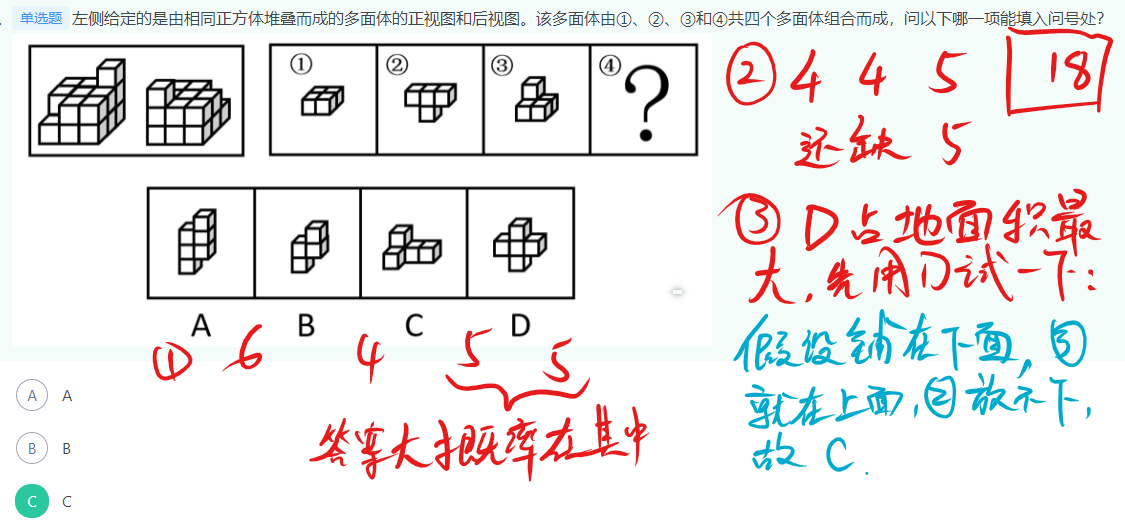 单选题 左侧给定的是由相同正方体堆叠而成的多面体的正视图和后视图。该多面体由①、②、③和④共四个多面体组合而成，问以下哪一项能填入问号处?
① ② ③ ④ ?
A B C D
① 6 4 5 5
答案大概率在其中
② 4 4 5 18
还缺 5
③ D占地面积最
大，先用D试一下：
假设铺在下面，③
就在上面，②放不下，
故 C.
A A
B B
C C